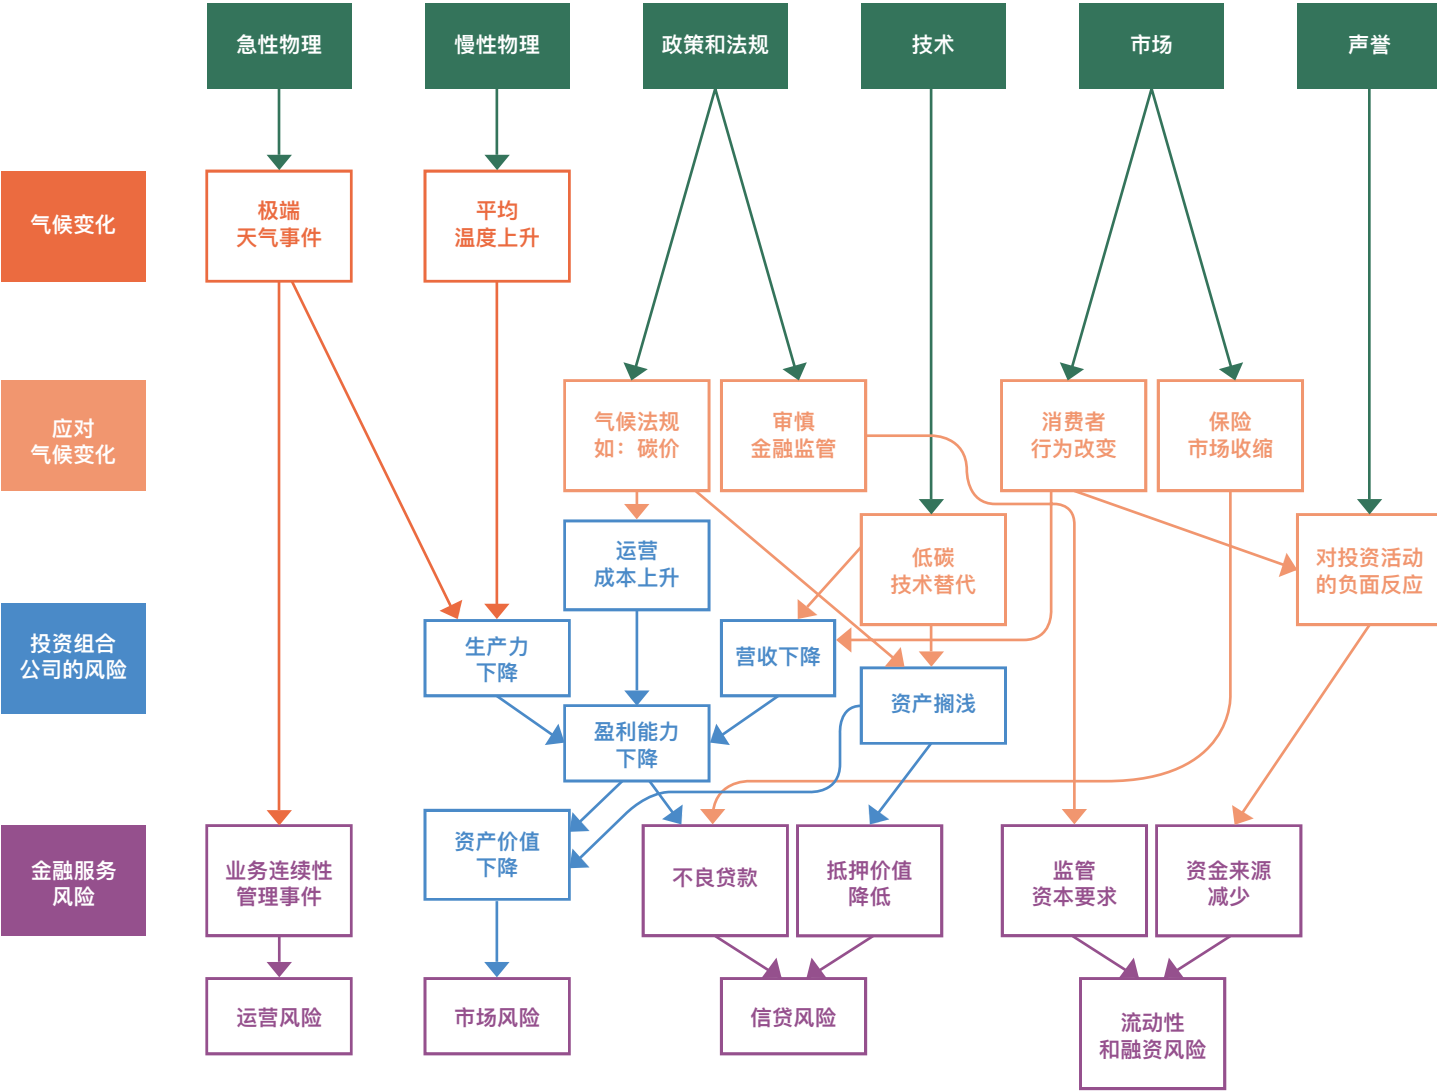 急性物理
慢性物理
政策和法规
技术
市场
声誉
气候变化
极端
天气事件
平均
温度上升
应对
气候变化
气候法规
如：碳价
审慎
金融监管
消费者
行为改变
保险
市场收缩
运营
成本上升
低碳
技术替代
对投资活动
的负面反应
投资组合
公司的风险
生产力
下降
营收下降
资产搁浅
盈利能力
下降
资产价值
下降
金融服务
风险
业务连续性
管理事件
不良贷款
抵押价值
降低
监管
资本要求
资金来源
减少
运营风险
市场风险
信贷风险
流动性
和融资风险